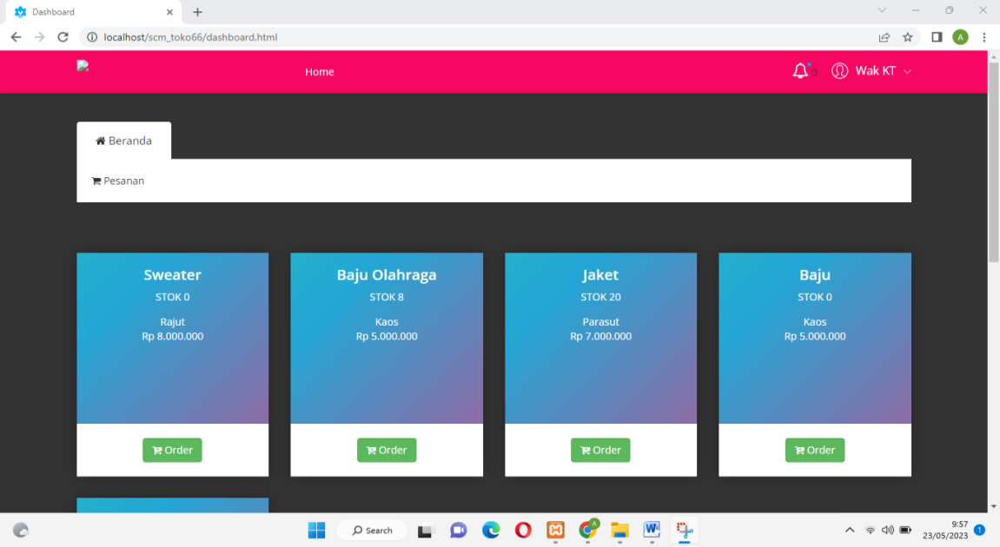 Dashboard
localhost/scm_toko66/dashboard.html
A
Home
0
Wak KT
Beranda
Pesanan
Sweater
STOK 0
Rajut
Rp 8.000.000
Order
Baju Olahraga
STOK 8
Kaos
Rp 5.000.000
Order
Jaket
STOK 20
Parasut
Rp 7.000.000
Order
Baju
STOK 0
Kaos
Rp 5.000.000
Order
Search
A
W
9:57
23/05/2023
1